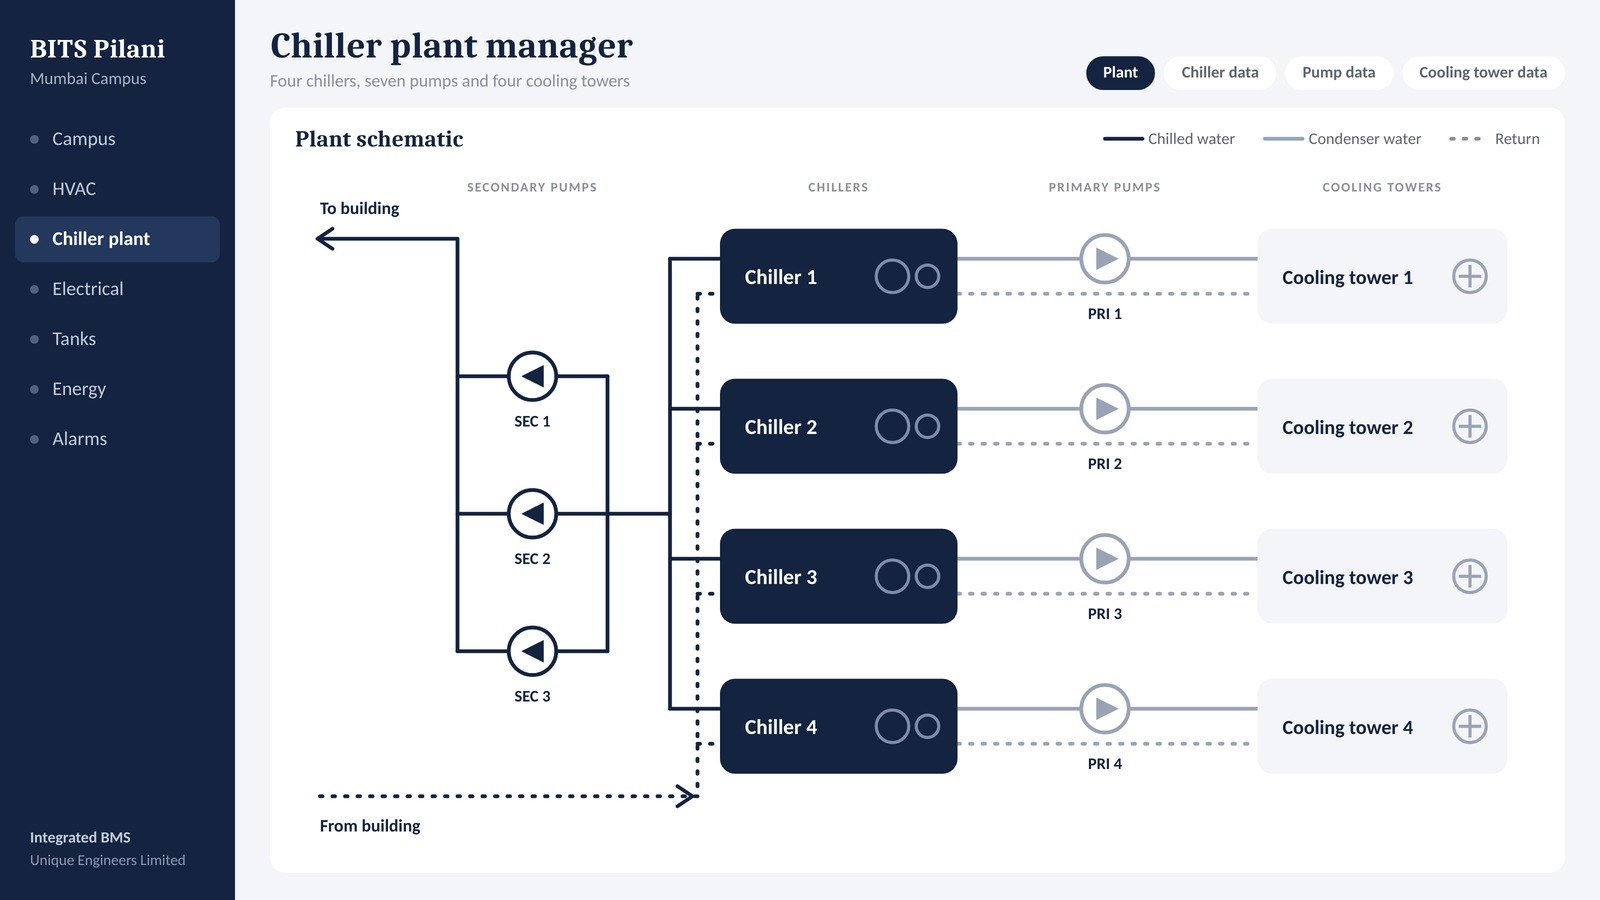 BITS Pilani
Mumbai Campus
Campus
HVAC
Chiller plant
Electrical
Tanks
Energy
Alarms
Integrated BMS
Unique Engineers Limited
Chiller plant manager
Four chillers, seven pumps and four cooling towers
Plant
Chiller data
Pump data
Cooling tower data
Plant schematic
Chilled water
Condenser water
Return
SECONDARY PUMPS
CHILLERS
PRIMARY PUMPS
COOLING TOWERS
To building
Chiller 1
PRI 1
Cooling tower 1
SEC 1
Chiller 2
PRI 2
Cooling tower 2
SEC 2
Chiller 3
PRI 3
Cooling tower 3
SEC 3
Chiller 4
PRI 4
Cooling tower 4
From building